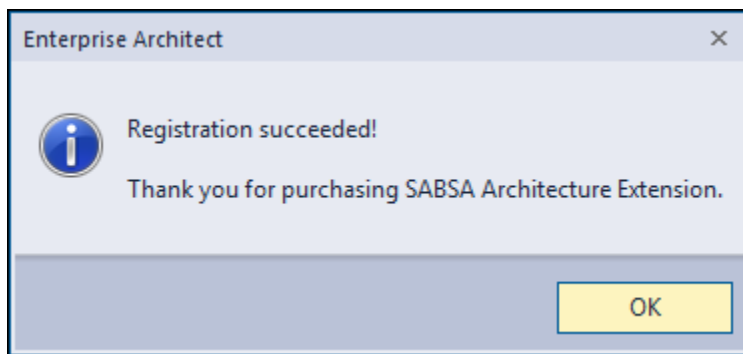 Enterprise Architect
Registration succeeded!
Thank you for purchasing SABSA Architecture Extension.
OK